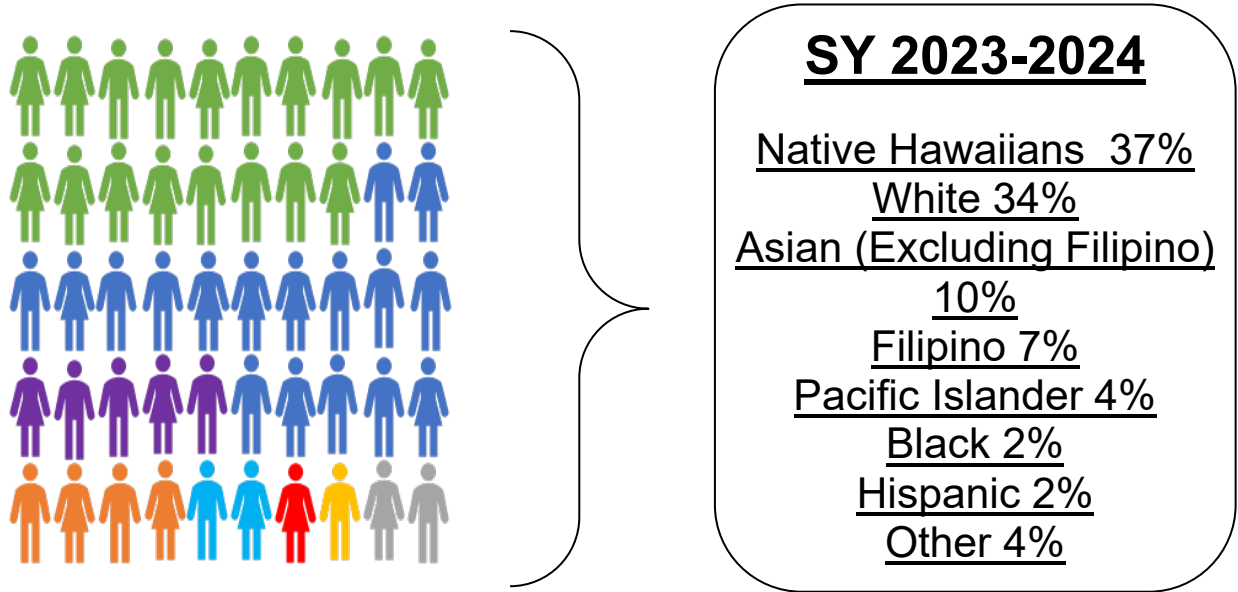 SY 2023-2024
Native Hawaiians  37%
White 34%
Asian (Excluding Filipino)
10%
Filipino 7%
Pacific Islander 4%
Black 2%
Hispanic 2%
Other 4%